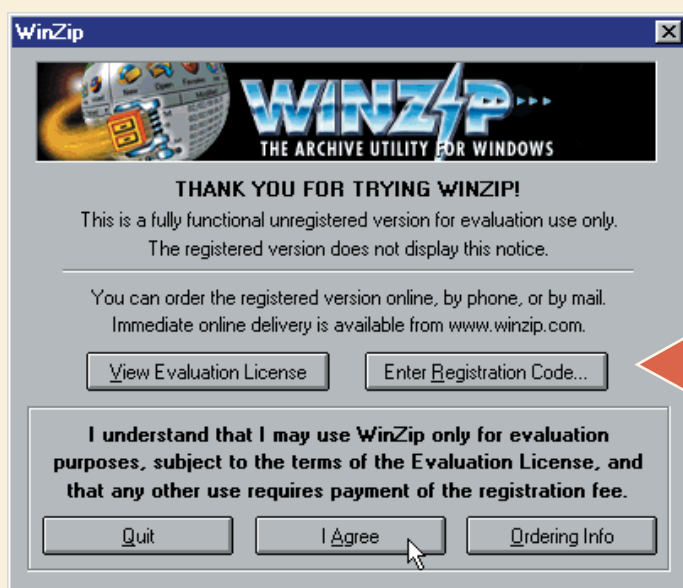 WinZip
WINZIP
THE ARCHIVE UTILITY FOR WINDOWS
THANK YOU FOR TRYING WINZIP!
This is a fully functional unregistered version for evaluation use only.
The registered version does not display this notice.
You can order the registered version online, by phone, or by mail.
Immediate online delivery is available from www.winzip.com.
View Evaluation License
Enter Registration Code...
I understand that I may use WinZip only for evaluation
purposes, subject to the terms of the Evaluation License, and
that any other use requires payment of the registration fee.
Quit
I Agree
Ordering Info